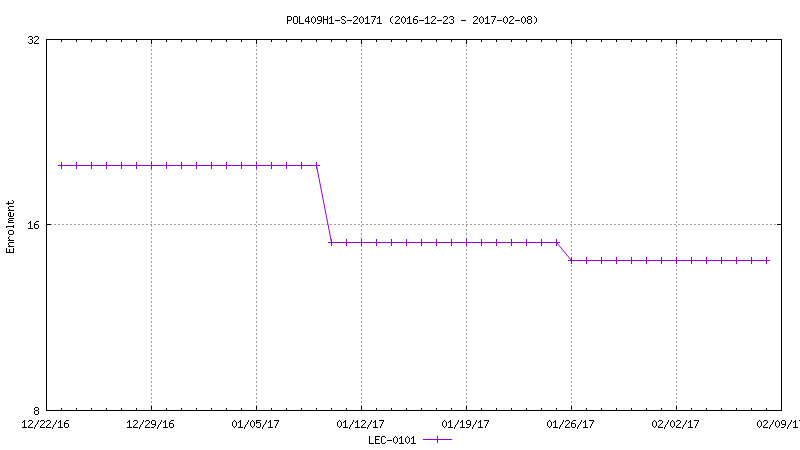 POL409H1-S-20171 (2016-12-23 - 2017-02-08)
32
16
8
Enrolment
12/22/16 12/29/16 01/05/17 01/12/17 01/19/17 01/26/17 02/02/17 02/09/1
LEC-0101